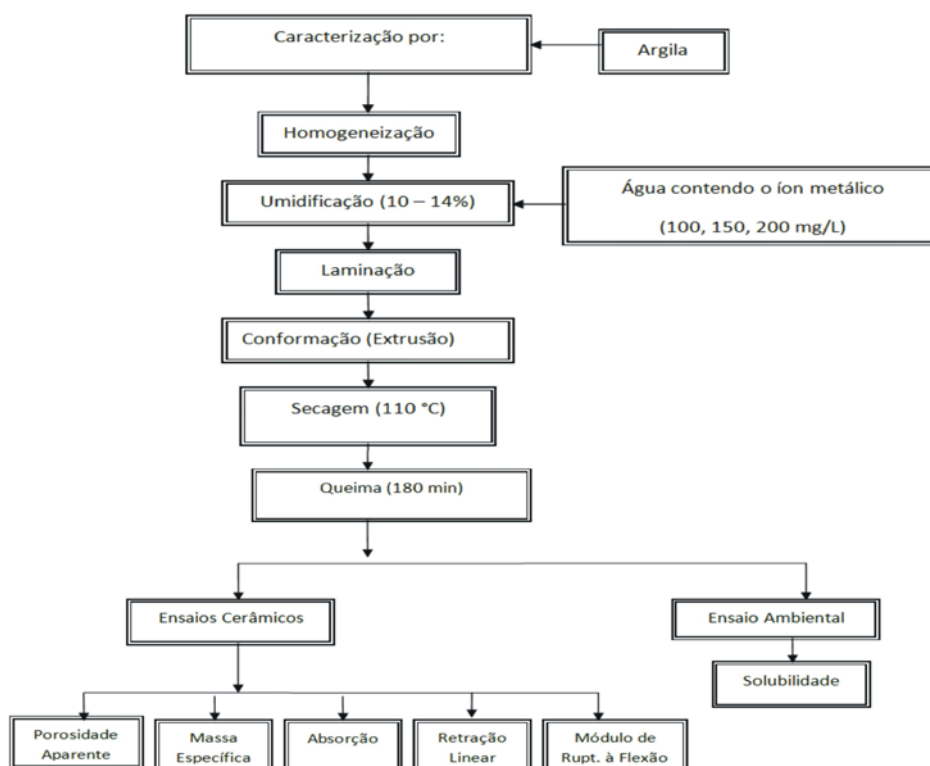 Caracterização por:
Argila
Homogeneização
Umidificação (10 – 14%)
Água contendo o íon metálico
(100, 150, 200 mg/L)
Laminação
Conformação (Extrusão)
Secagem (110 °C)
Queima (180 min)
Ensaios Cerâmicos
Ensaio Ambiental
Solubilidade
Porosidade
Aparente
Massa
Específica
Absorção
Retração
Linear
Módulo de
Rupt. à Flexão